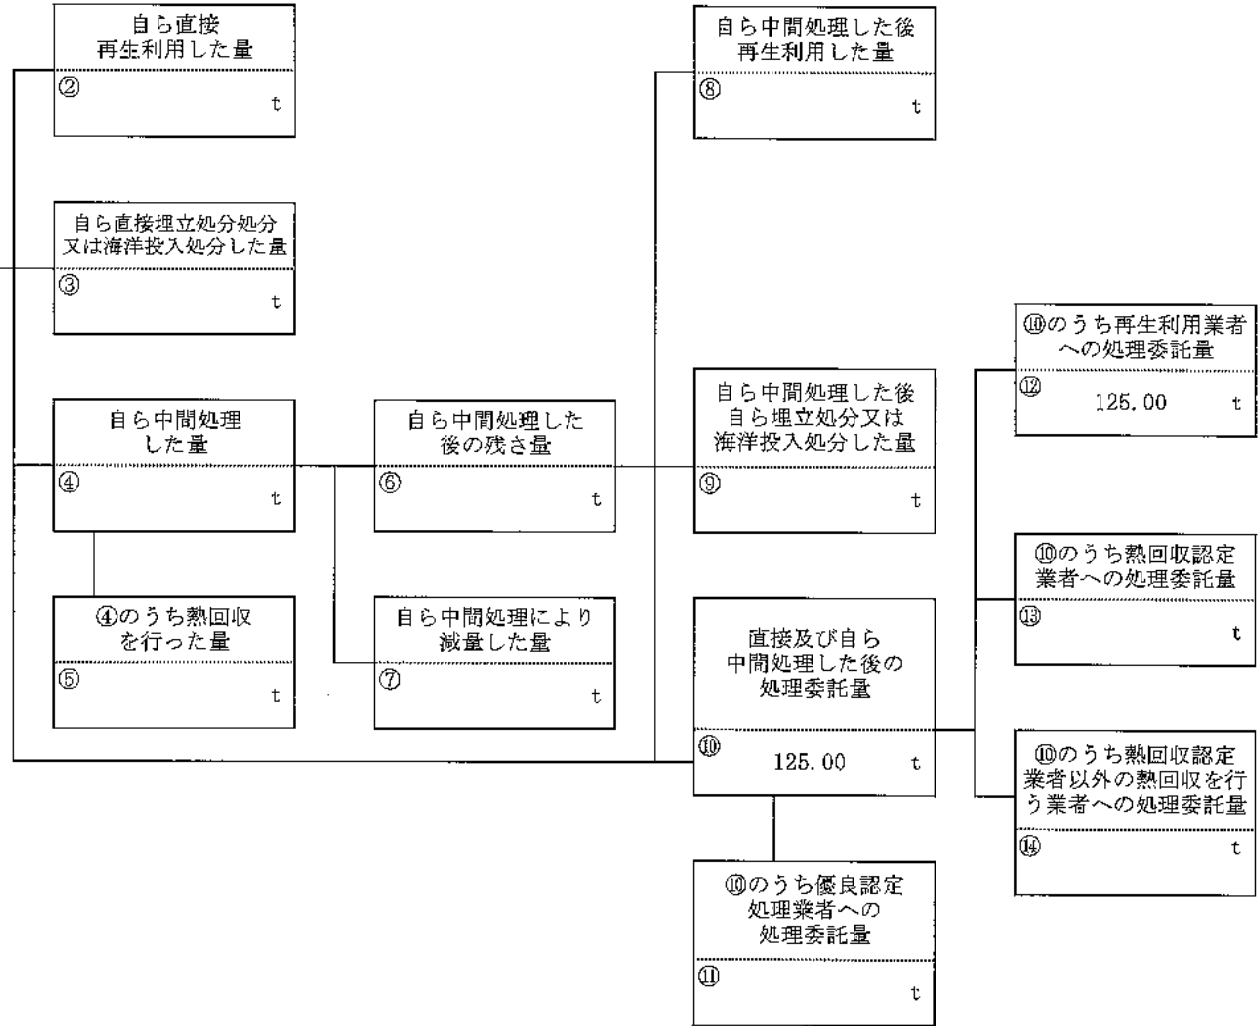 自ら直接
再生利用した量
②
t
自ら中間処理した後
再生利用した量
⑧
t
自ら直接埋立処分処分
又は海洋投入処分した量
③
t
⑩のうち再生利用業者
への処理委託量
⑫
125.00 t
自ら中間処理
した量
④
t
自ら中間処理した
後の残さ量
⑥
t
自ら中間処理した後
自ら埋立処分又は
海洋投入処分した量
⑨
t
⑩のうち熱回収認定
業者への処理委託量
⑬
t
④のうち熱回収
を行った量
⑤
t
自ら中間処理により
減量した量
⑦
t
直接及び自ら
中間処理した後の
処理委託量
⑩
125.00 t
⑩のうち熱回収認定
業者以外の熱回収を行
う業者への処理委託量
⑭
t
⑩のうち優良認定
処理業者への
処理委託量
⑪
t